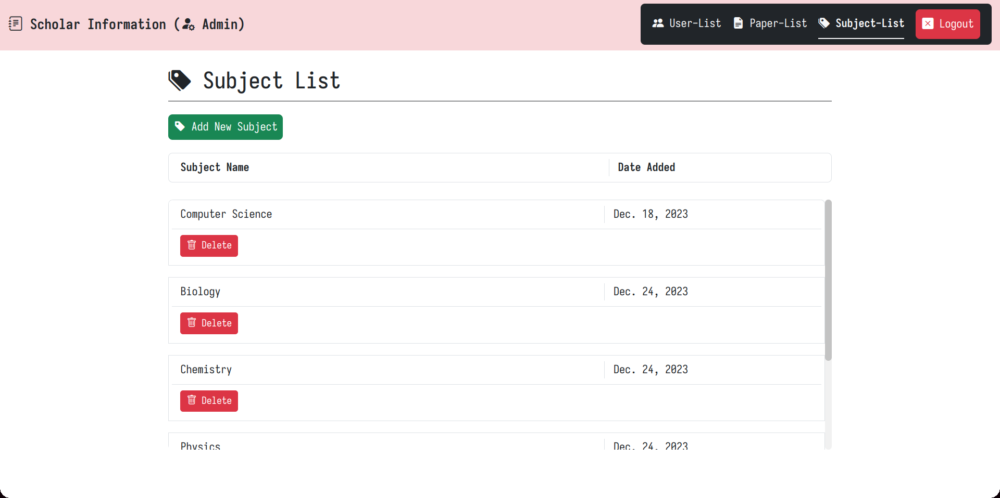 Scholar Information (Admin)
User-List Paper-List Subject-List Logout
Subject List
Add New Subject
Subject Name Date Added
Computer Science Dec. 18, 2023
Delete
Biology Dec. 24, 2023
Delete
Chemistry Dec. 24, 2023
Delete
Physics Dec. 24, 2023